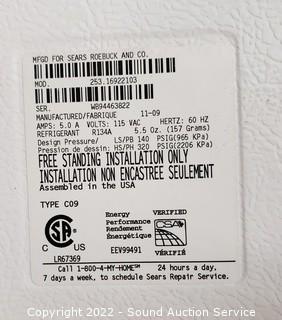 MFGD FOR SEARS ROEBUCK AND CO.
MOD. 253.16922103
SER. WB94463822
MANUFACTURED/FABRIQUE 11-09
AMPS: 5.0 A VOLTS: 115 VAC HERTZ: 60 HZ
REFRIGERANT R134A 5.5 Oz. (157 Grams)
Design Pressure/ LS/PB 140 PSIG(965 KPa)
Pression de dessin: HS/PH 320 PSIG(2206 KPa)
FREE STANDING INSTALLATION ONLY
INSTALLATION NON ENCASTREE SEULEMENT
Assembled in the USA
TYPE C09
C US
LR67369
Energy
Performance
Rendement
Énergétique
EEV99491
VERIFIED
CSA
VÉRIFIÉ
Call 1-800-4-MY-HOME℠ 24 hours a day,
7 days a week, to schedule Sears Repair Service.
Copyright 2022 - Sound Auction Service